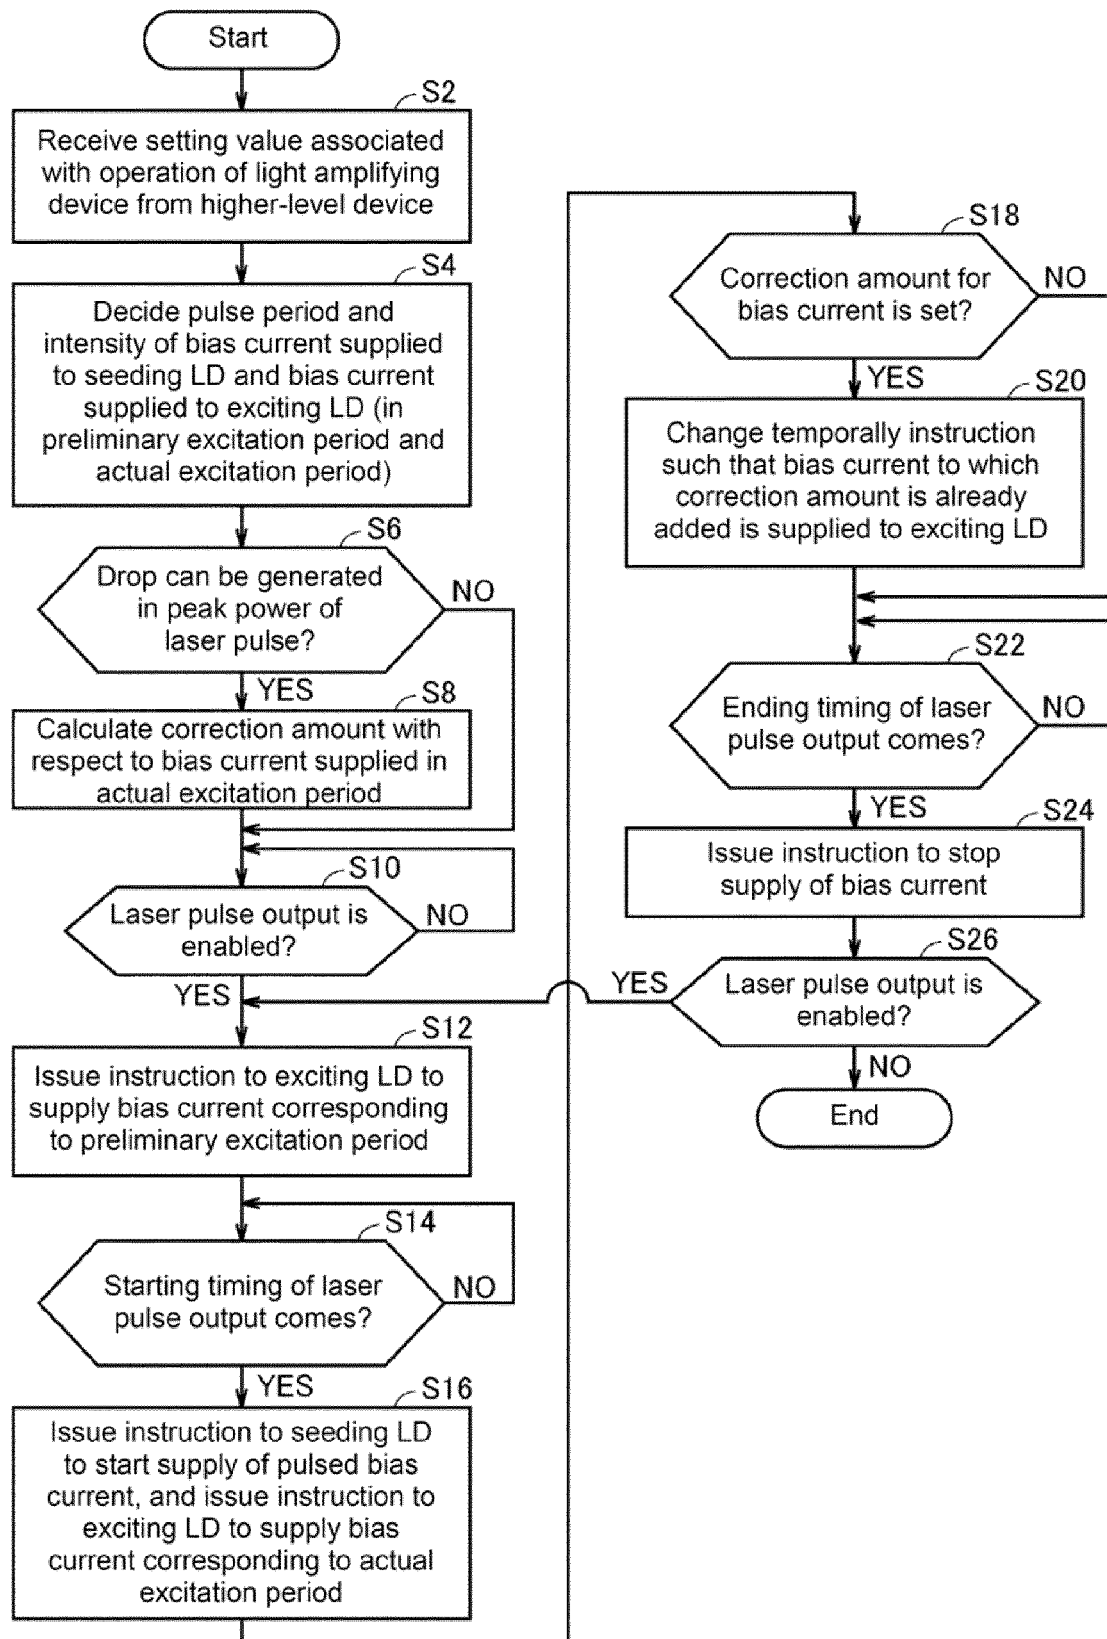 Start
S2
Receive setting value associated
with operation of light amplifying
device from higher-level device
S4
Decide pulse period and
intensity of bias current supplied
to seeding LD and bias current
supplied to exciting LD (in
preliminary excitation period and
actual excitation period)
S6
Drop can be generated
in peak power of
laser pulse?
NO
YES
S8
Calculate correction amount with
respect to bias current supplied in
actual excitation period
S10
Laser pulse output is
enabled?
NO
YES
S12
Issue instruction to exciting LD to
supply bias current corresponding
to preliminary excitation period
S14
Starting timing of laser
pulse output comes?
NO
YES
S16
Issue instruction to seeding LD
to start supply of pulsed bias
current, and issue instruction to
exciting LD to supply bias
current corresponding to actual
excitation period
S18
Correction amount for
bias current is set?
NO
YES
S20
Change temporally instruction
such that bias current to which
correction amount is already
added is supplied to exciting LD
S22
Ending timing of laser
pulse output comes?
NO
YES
S24
Issue instruction to stop
supply of bias current
S26
Laser pulse output is
enabled?
YES
NO
End